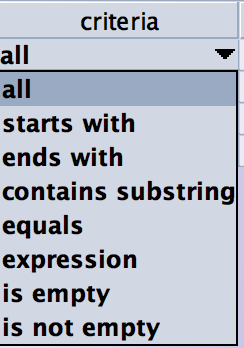 criteria
all
all
starts with
ends with
contains substring
equals
expression
is empty
is not empty